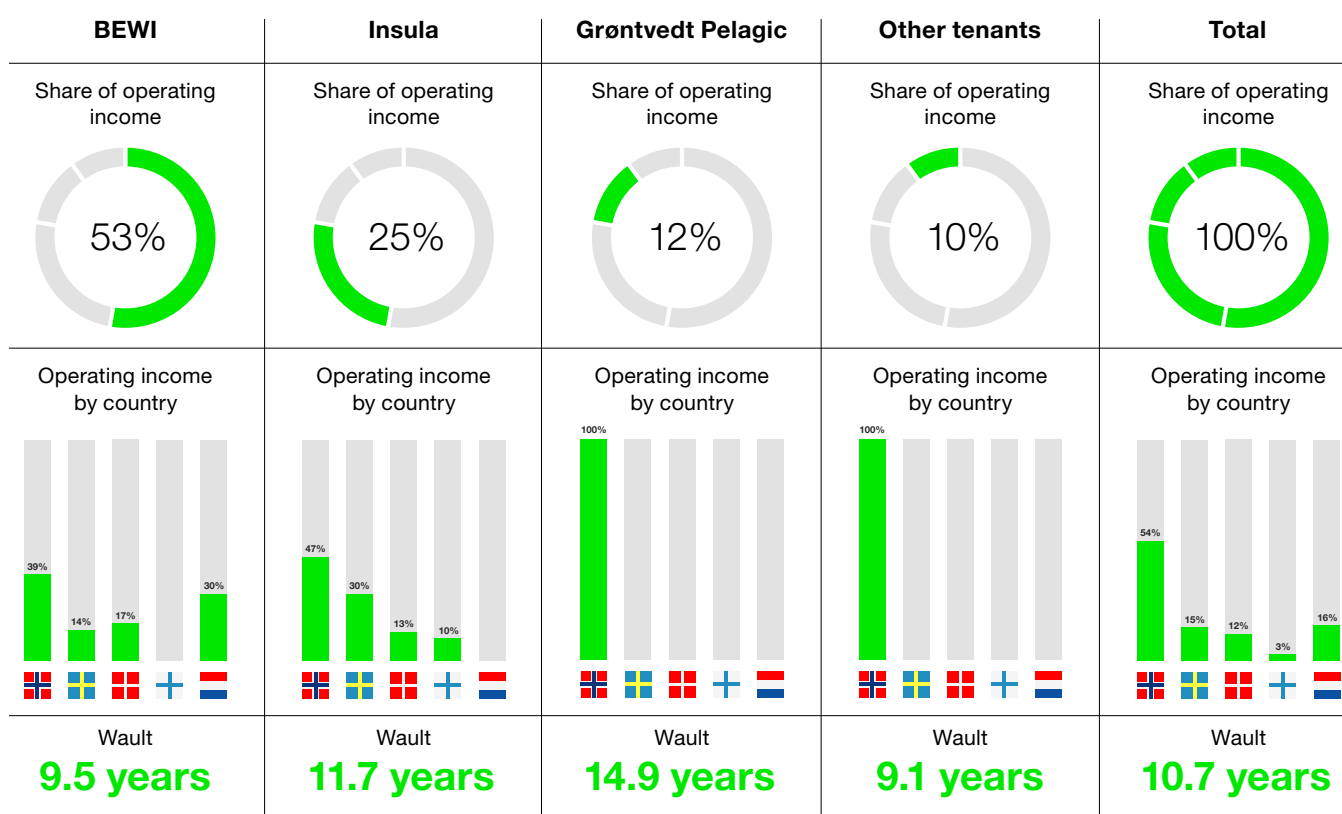 BEWI
Insula
Grøntvedt Pelagic
Other tenants
Total
Share of operating
income
Share of operating
income
Share of operating
income
Share of operating
income
Share of operating
income
53%
25%
12%
10%
100%
Operating income
by country
Operating income
by country
Operating income
by country
Operating income
by country
Operating income
by country
39%
14%
17%
30%
47%
30%
13%
10%
100%
100%
54%
15%
12%
3%
16%
Wault
9.5 years
Wault
11.7 years
Wault
14.9 years
Wault
9.1 years
Wault
10.7 years